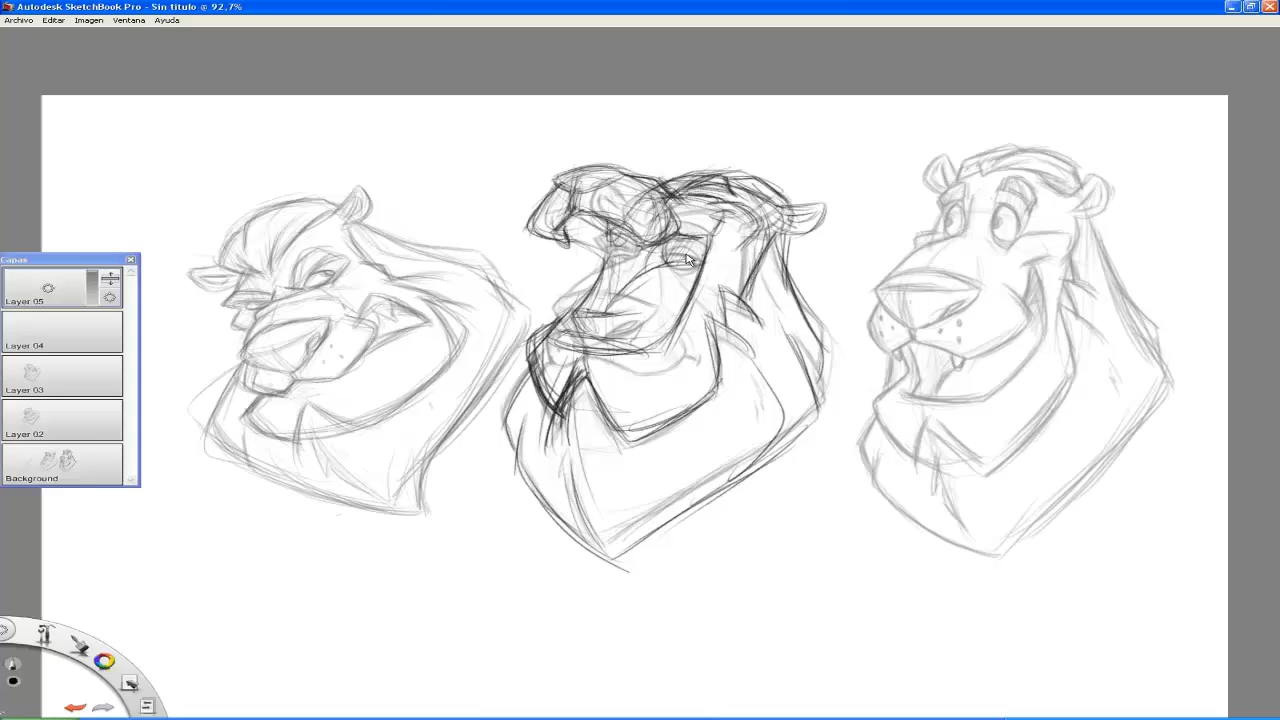 Autodesk SketchBook Pro - Sin titulo @ 92,7%
Archivo Editar Imagen Ventana Ayuda
Capas
Layer 05
Layer 04
Layer 03
Layer 02
Background